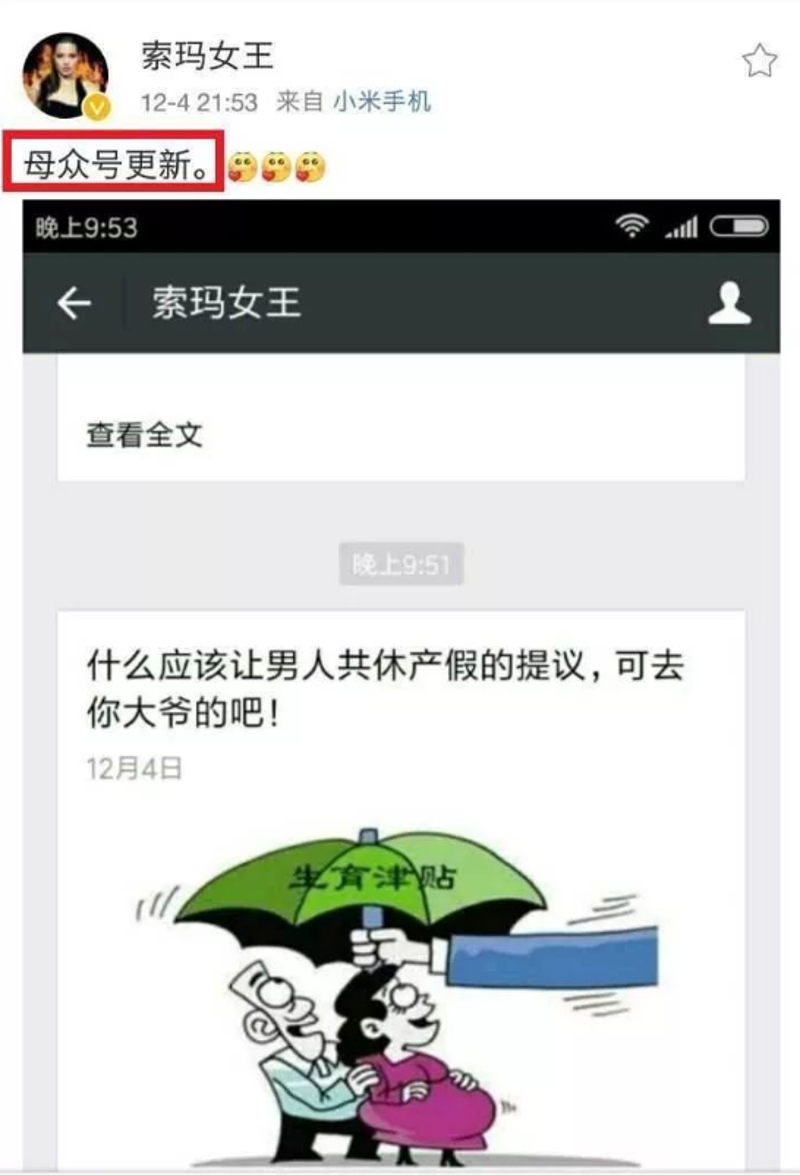 索玛女王
12-4 21:53 来自 小米手机
母众号更新。
晚上9:53
索玛女王
查看全文
晚上9:51
什么应该让男人共休产假的提议，可去
你大爷的吧！
12月4日
生育津贴